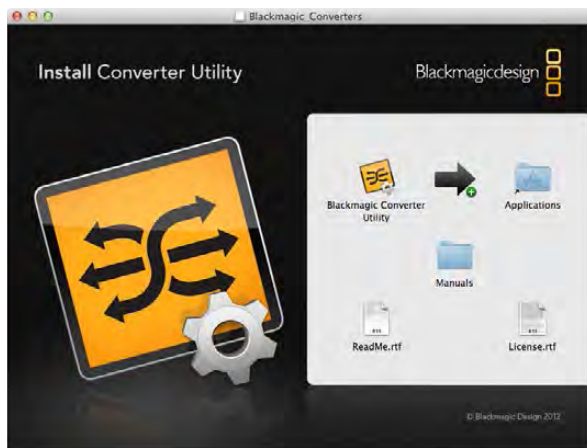 Blackmagic Converters
Install Converter Utility
Blackmagicdesign
Blackmagic Converter
Utility
Applications
Manuals
ReadMe.rtf
License.rtf
© Blackmagic Design 2012